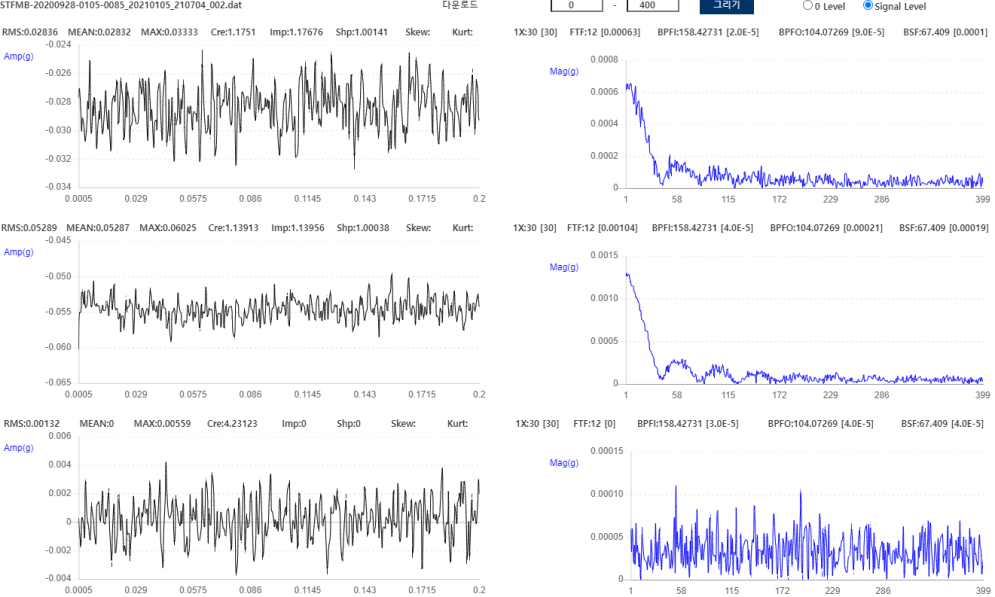 STFMB-20200928-0105-0085_20210105_210704_002.dat 다운로드 0 - 400 그리기 0 Level Signal Level
RMS:0.02836 MEAN:0.02832 MAX:0.03333 Cre:1.1751 Imp:1.17676 Shp:1.00141 Skew: Kurt:
Amp(g)
-0.024
-0.026
-0.028
-0.030
-0.032
-0.034
0.0005 0.029 0.0575 0.086 0.1145 0.143 0.1715 0.2
1X:30 [30] FTF:12 [0.00063] BPFI:158.42731 [2.0E-5] BPFO:104.07269 [9.0E-5] BSF:67.409 [0.0001]
Mag(g)
0.0008
0.0006
0.0004
0.0002
0
1 58 115 172 229 286 399
RMS:0.05289 MEAN:0.05287 MAX:0.06025 Cre:1.13913 Imp:1.13956 Shp:1.00038 Skew: Kurt:
Amp(g)
-0.045
-0.050
-0.055
-0.060
-0.065
0.0005 0.029 0.0575 0.086 0.1145 0.143 0.1715 0.2
1X:30 [30] FTF:12 [0.00104] BPFI:158.42731 [4.0E-5] BPFO:104.07269 [0.00021] BSF:67.409 [0.00019]
Mag(g)
0.0015
0.0010
0.0005
0
1 58 115 172 229 286 399
RMS:0.00132 MEAN:0 MAX:0.00559 Cre:4.23123 Imp:0 Shp:0 Skew: Kurt:
Amp(g)
0.006
0.004
0.002
0
-0.002
-0.004
0.0005 0.029 0.0575 0.086 0.1145 0.143 0.1715 0.2
1X:30 [30] FTF:12 [0] BPFI:158.42731 [3.0E-5] BPFO:104.07269 [4.0E-5] BSF:67.409 [4.0E-5]
Mag(g)
0.00015
0.00010
0.00005
0
1 58 115 172 229 286 399